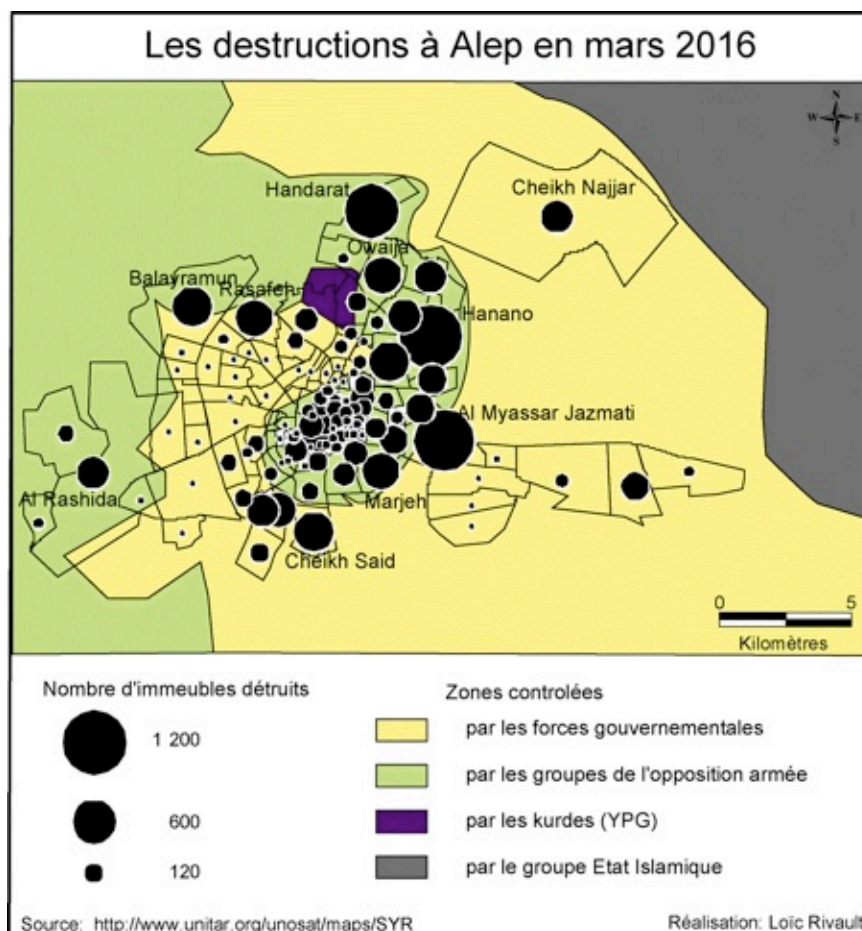 Les destructions à Alep en mars 2016
N
W E
S
Handarat
Cheikh Najjar
Owaija
Balayramun
Rasafeh
Hanano
Al Myassar Jazmati
Al Rashida
Marjeh
Cheikh Said
0 5
Kilomètres
Nombre d'immeubles détruits
1 200
600
120
Zones controlées
par les forces gouvernementales
par les groupes de l'opposition armée
par les kurdes (YPG)
par le groupe Etat Islamique
Source: http://www.unitar.org/unosat/maps/SYR
Réalisation: Loïc Rivault